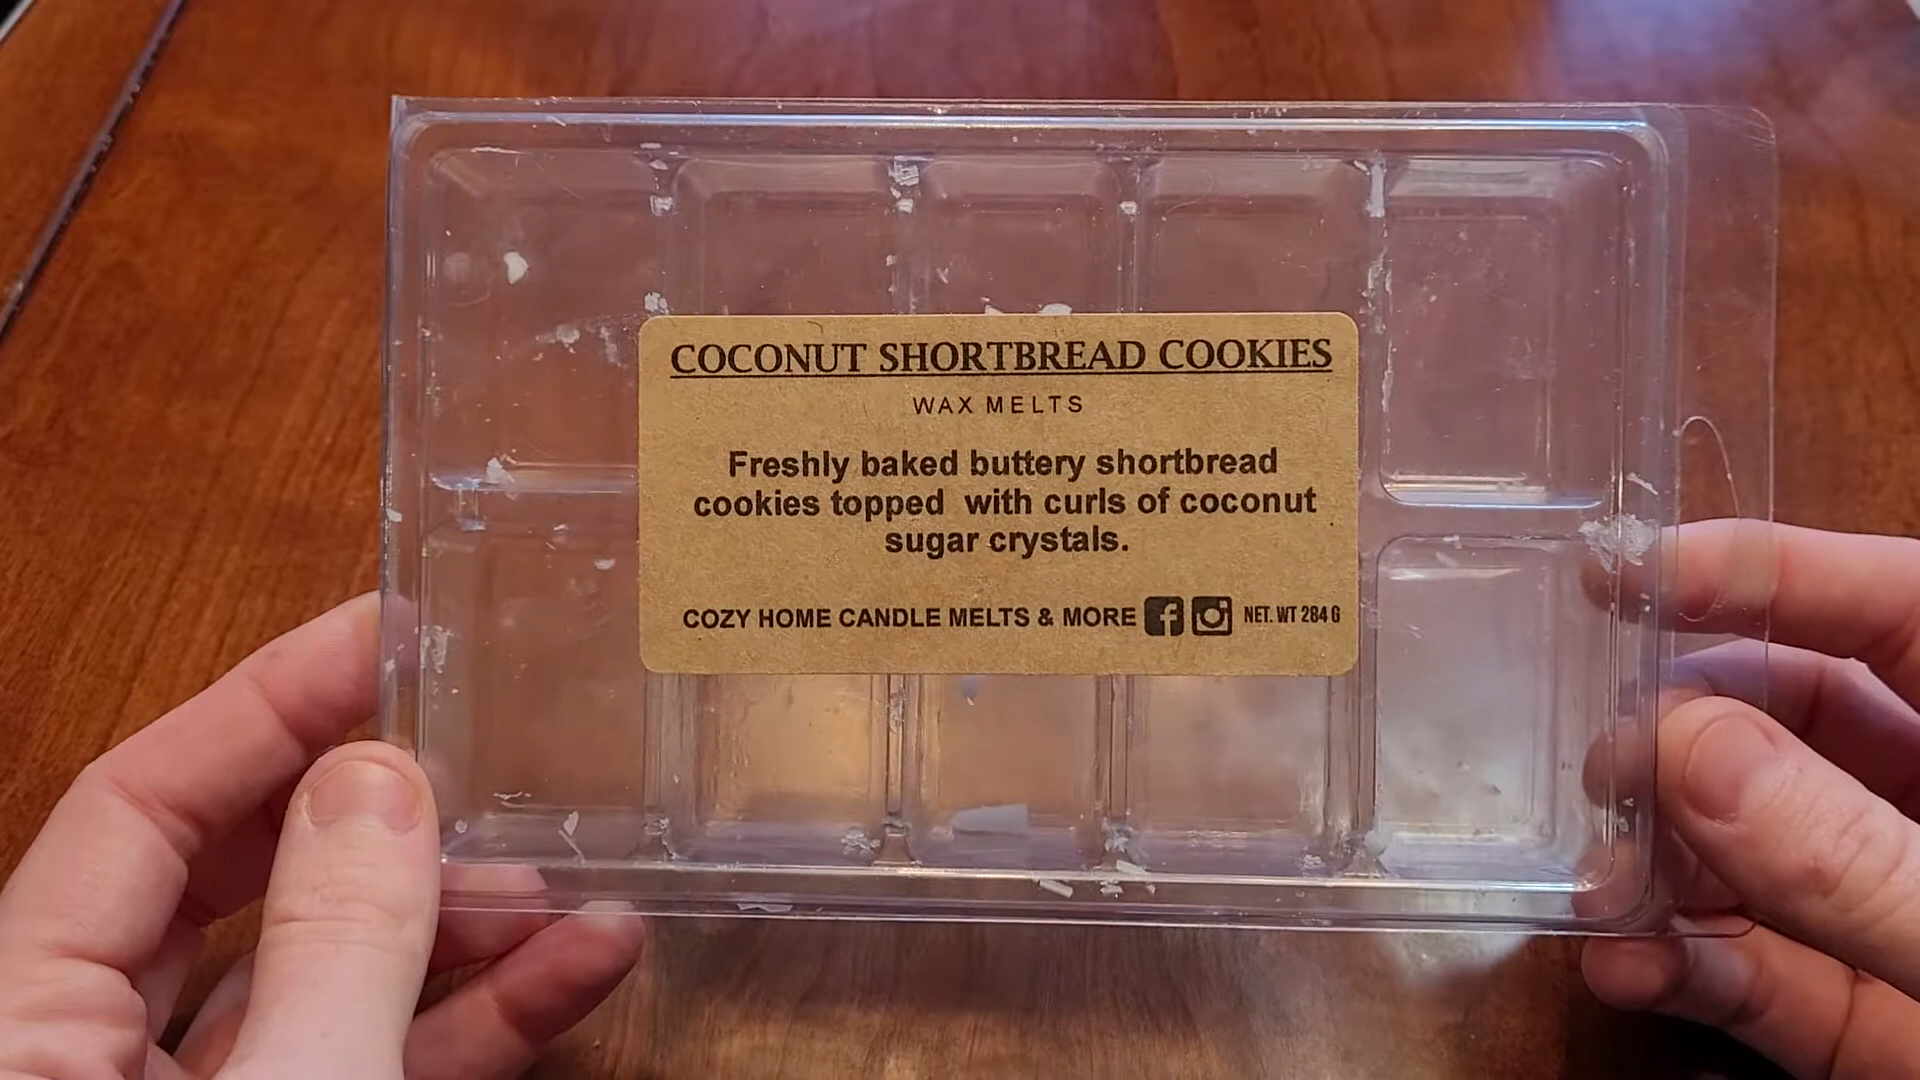 COCONUT SHORTBREAD COOKIES
WAX MELTS
Freshly baked buttery shortbread
cookies topped with curls of coconut
sugar crystals.
COZY HOME CANDLE MELTS & MORE NET. WT 284 G